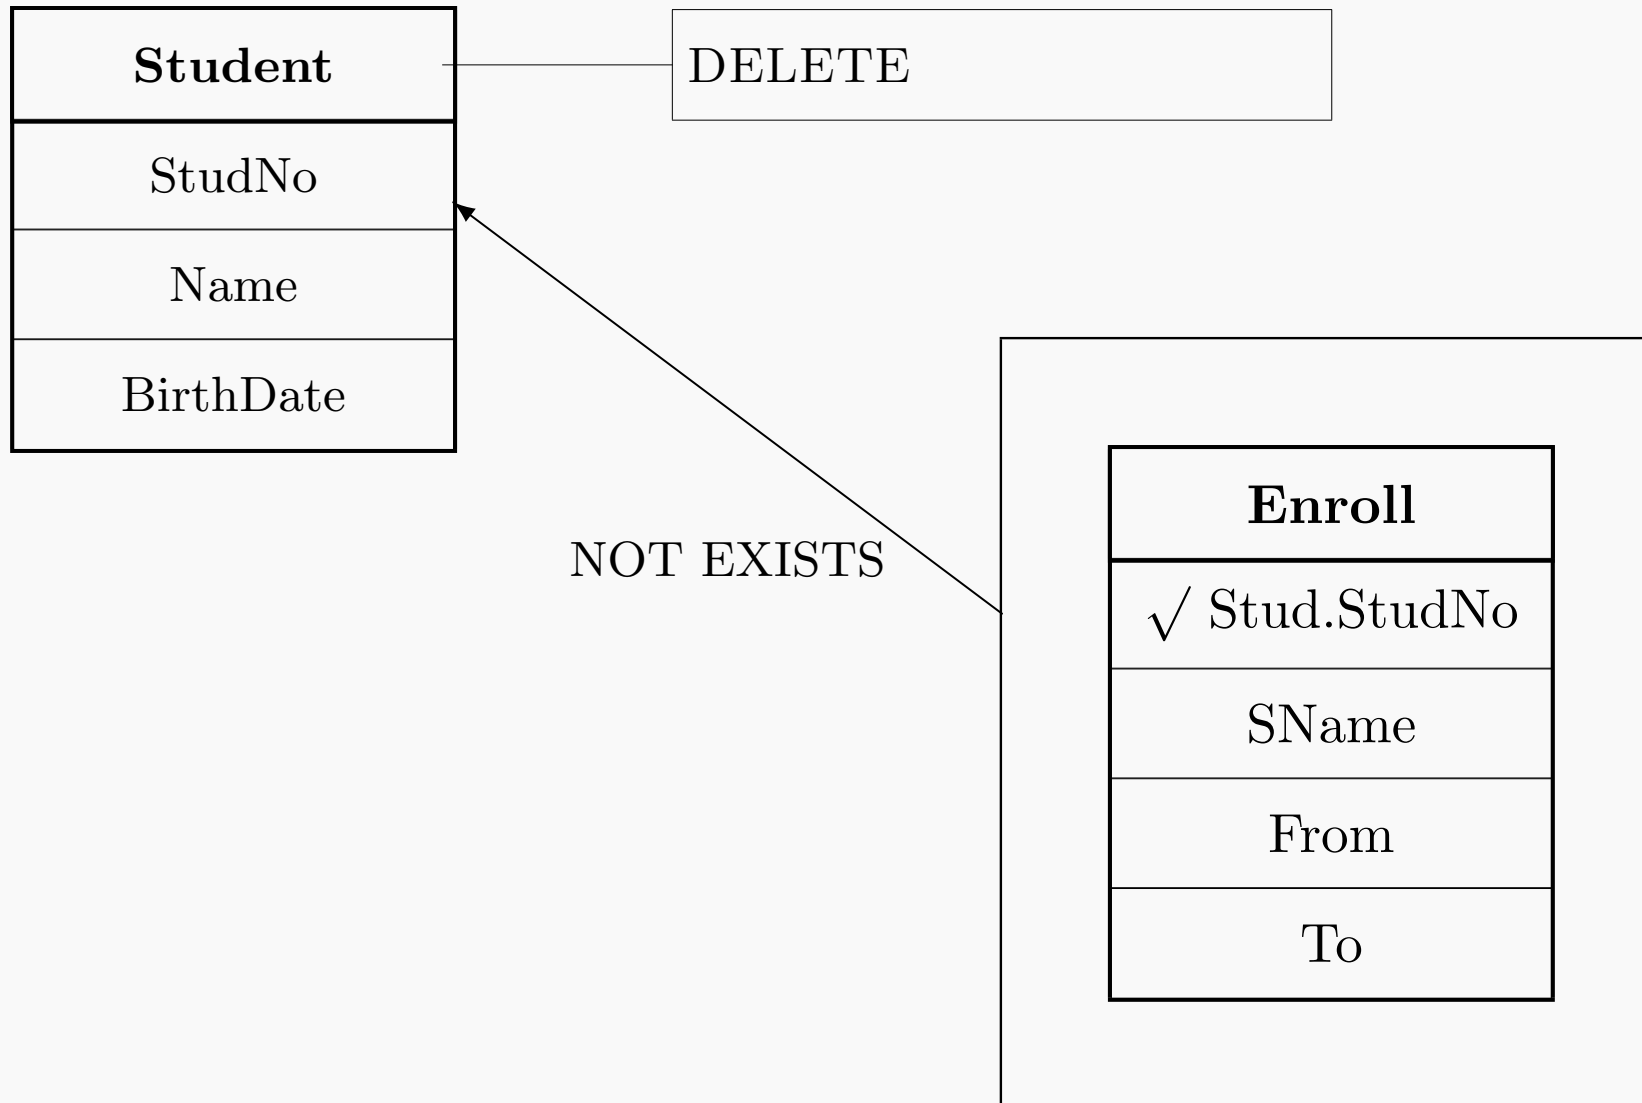 Student
DELETE
StudNo
Name
BirthDate
NOT EXISTS
Enroll
√ Stud.StudNo
SName
From
To